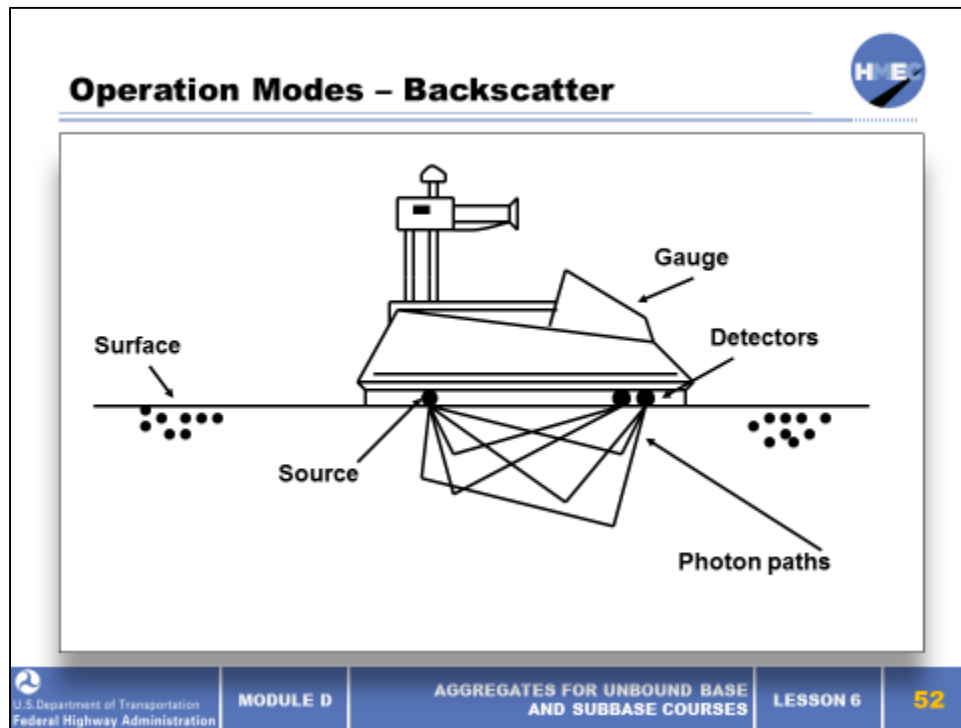 Operation Modes – Backscatter
HMEC
Gauge
Detectors
Surface
Source
Photon paths
U.S.Department of Transportation
Federal Highway Administration
MODULE D
AGGREGATES FOR UNBOUND BASE
AND SUBBASE COURSES
LESSON 6
52